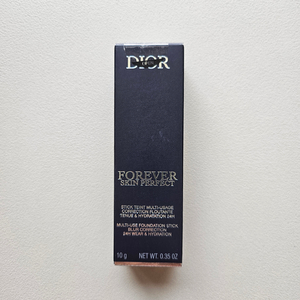 DIOR
FOREVER
SKIN PERFECT
STICK TEINT MULTI-USAGE
CORRECTION FLOUTANTE
TENUE & HYDRATATION 24H
MULTI-USE FOUNDATION STICK
BLUR CORRECTION
24H WEAR & HYDRATION
10 g NET WT. 0.35 OZ